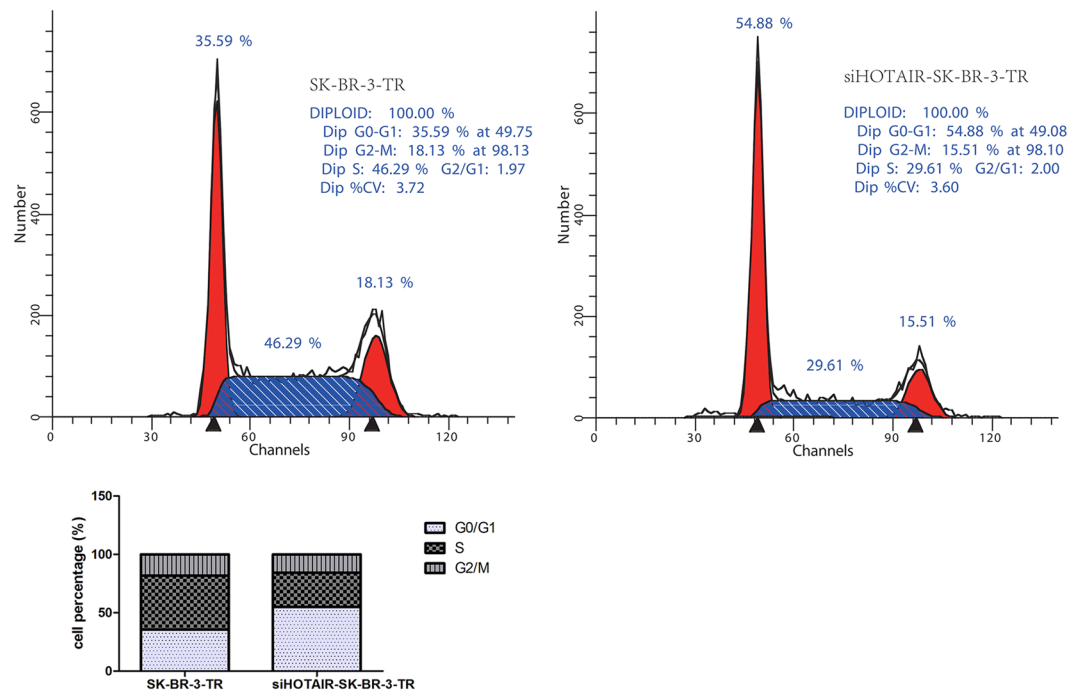 35.59 %
SK-BR-3-TR
DIPLOID: 100.00 %
Dip G0-G1: 35.59 % at 49.75
Dip G2-M: 18.13 % at 98.13
Dip S: 46.29 % G2/G1: 1.97
Dip %CV: 3.72
18.13 %
46.29 %
Number
600
400
200
0
0 30 60 90 120
Channels
54.88 %
siHOTAIR-SK-BR-3-TR
DIPLOID: 100.00 %
Dip G0-G1: 54.88 % at 49.08
Dip G2-M: 15.51 % at 98.10
Dip S: 29.61 % G2/G1: 2.00
Dip %CV: 3.60
15.51 %
29.61 %
Number
600
400
200
0
0 30 60 90 120
Channels
cell percentage (%)
150
100
50
0
SK-BR-3-TR
siHOTAIR-SK-BR-3-TR
G0/G1
S
G2/M